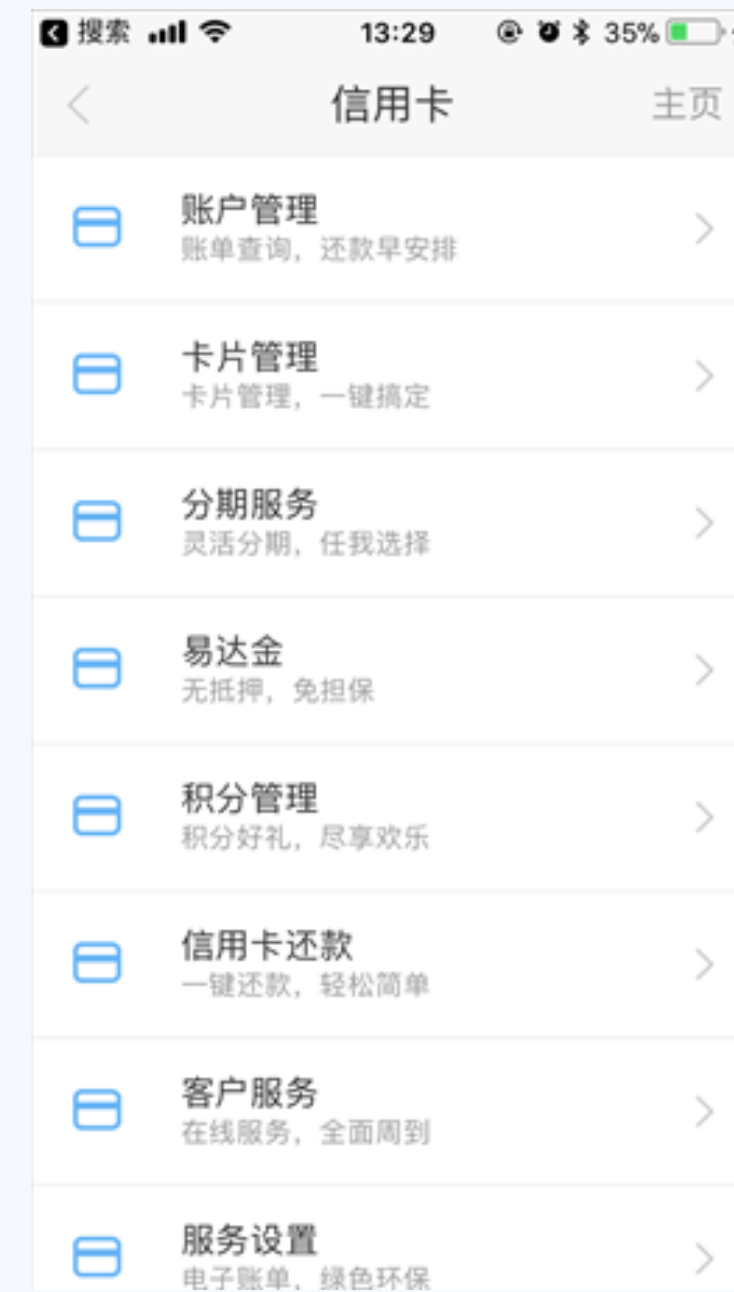 搜索 13:29 35%
信用卡 主页
账户管理
账单查询，还款早安排
卡片管理
卡片管理，一键搞定
分期服务
灵活分期，任我选择
易达金
无抵押，免担保
积分管理
积分好礼，尽享欢乐
信用卡还款
一键还款，轻松简单
客户服务
在线服务，全面周到
服务设置
电子账单，绿色环保